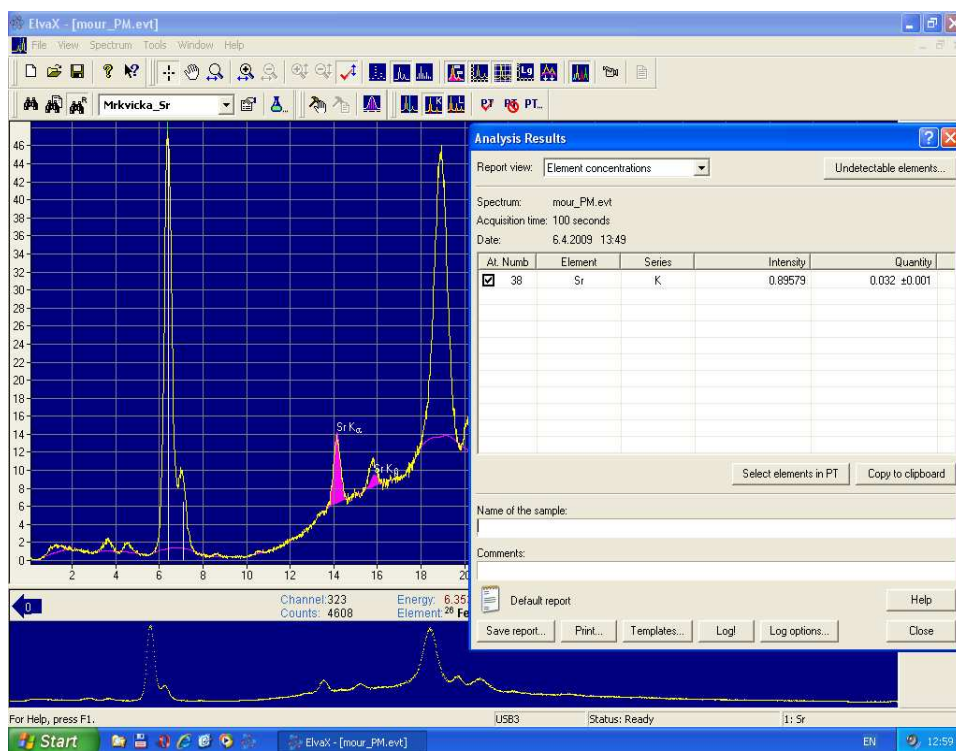 ElvaX - [mour_PM.evt]
File View Spectrum Tools Window Help
Lg
Mrkvicka_Sr
PT PT PT...
46
44
42
40
38
36
34
32
30
28
26
24
22
20
18
16
14
12
10
8
6
4
2
0
Sr Kα
Sr Kβ
2 4 6 8 10 12 14 16 18 20
Analysis Results
Report view: Element concentrations Undetectable elements...
Spectrum: mour_PM.evt
Acquisition time: 100 seconds
Date: 6.4.2009 13:49
At. Numb Element Series Intensity Quantity
38 Sr K 0.89579 0.032 ±0.001
Select elements in PT Copy to clipboard
Name of the sample:
Comments:
Default report Help
Save report... Print... Templates... Log! Log options... Close
0
Channel:323 Energy: 6.35
Counts: 4608 Element: 26 Fe
For Help, press F1. USB3 Status: Ready 1: Sr
Start ElvaX - [mour_PM.evt] EN 12:59